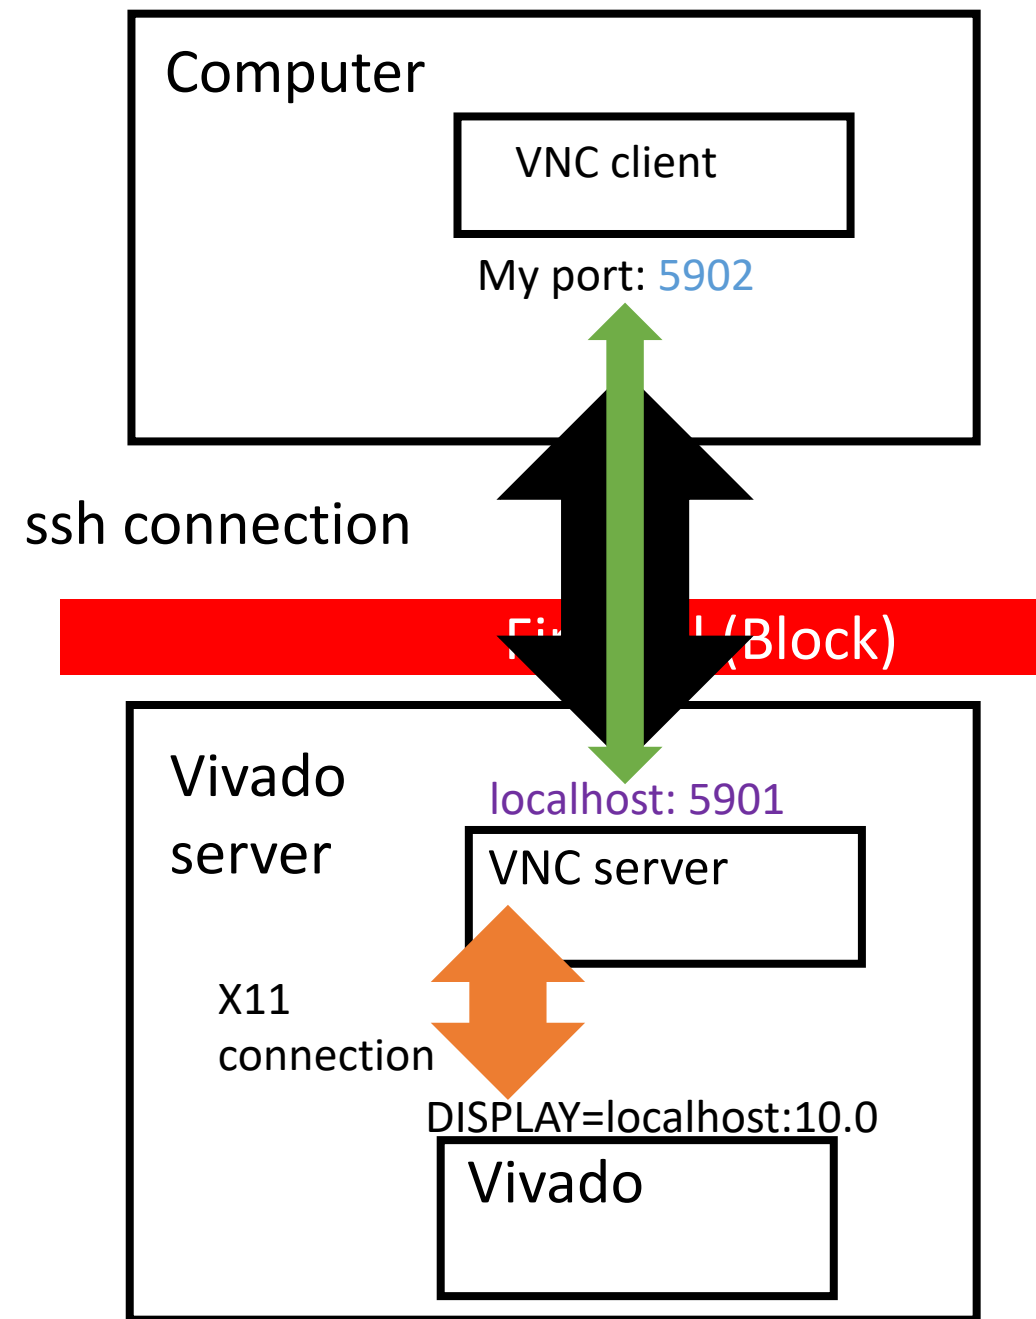 Computer
VNC client
My port: 5902
ssh connection
(Block)
Vivado
server
localhost: 5901
VNC server
X11
connection
DISPLAY=localhost:10.0
Vivado